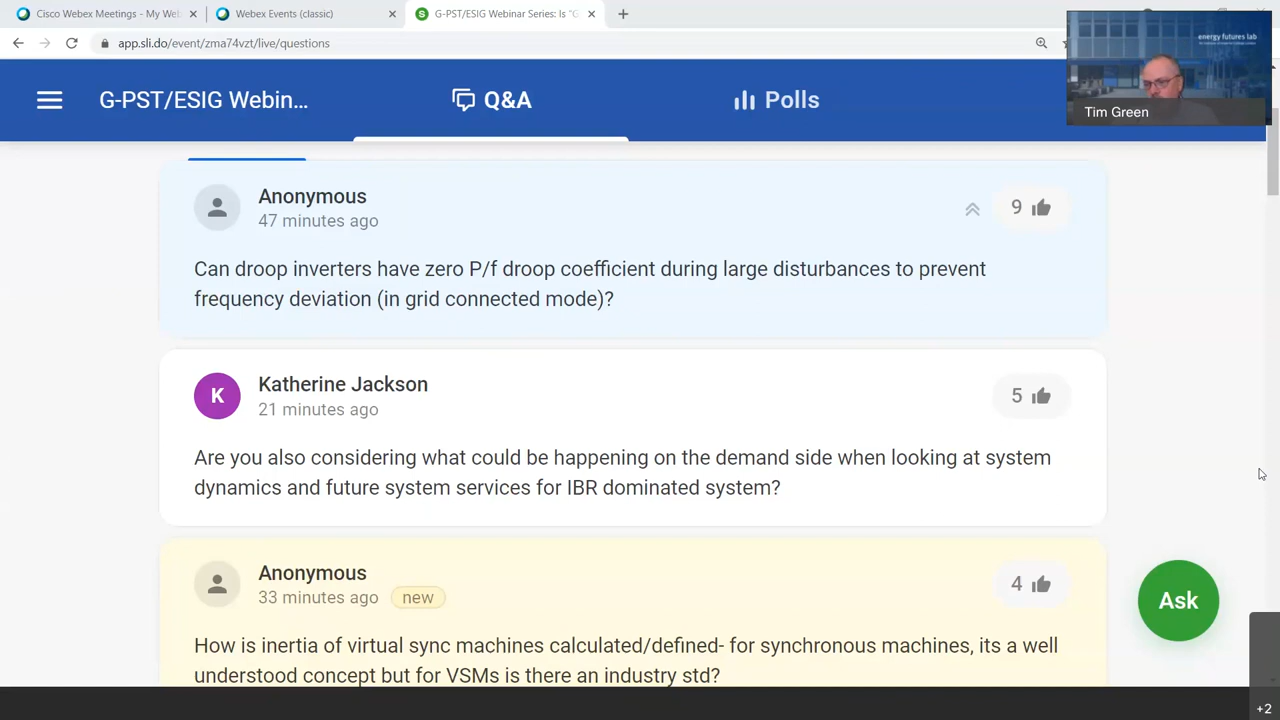 Cisco Webex Meetings - My Web
Webex Events (classic)
G-PST/ESIG Webinar Series: Is "G
app.sli.do/event/zma74vzt/live/questions
energy futures lab
Tim Green
G-PST/ESIG Webin...
Q&A
Polls
Anonymous
47 minutes ago
9
Can droop inverters have zero P/f droop coefficient during large disturbances to prevent
frequency deviation (in grid connected mode)?
K
Katherine Jackson
21 minutes ago
5
Are you also considering what could be happening on the demand side when looking at system
dynamics and future system services for IBR dominated system?
Anonymous
33 minutes ago
new
4
How is inertia of virtual sync machines calculated/defined- for synchronous machines, its a well
understood concept but for VSMs is there an industry std?
Ask
+2